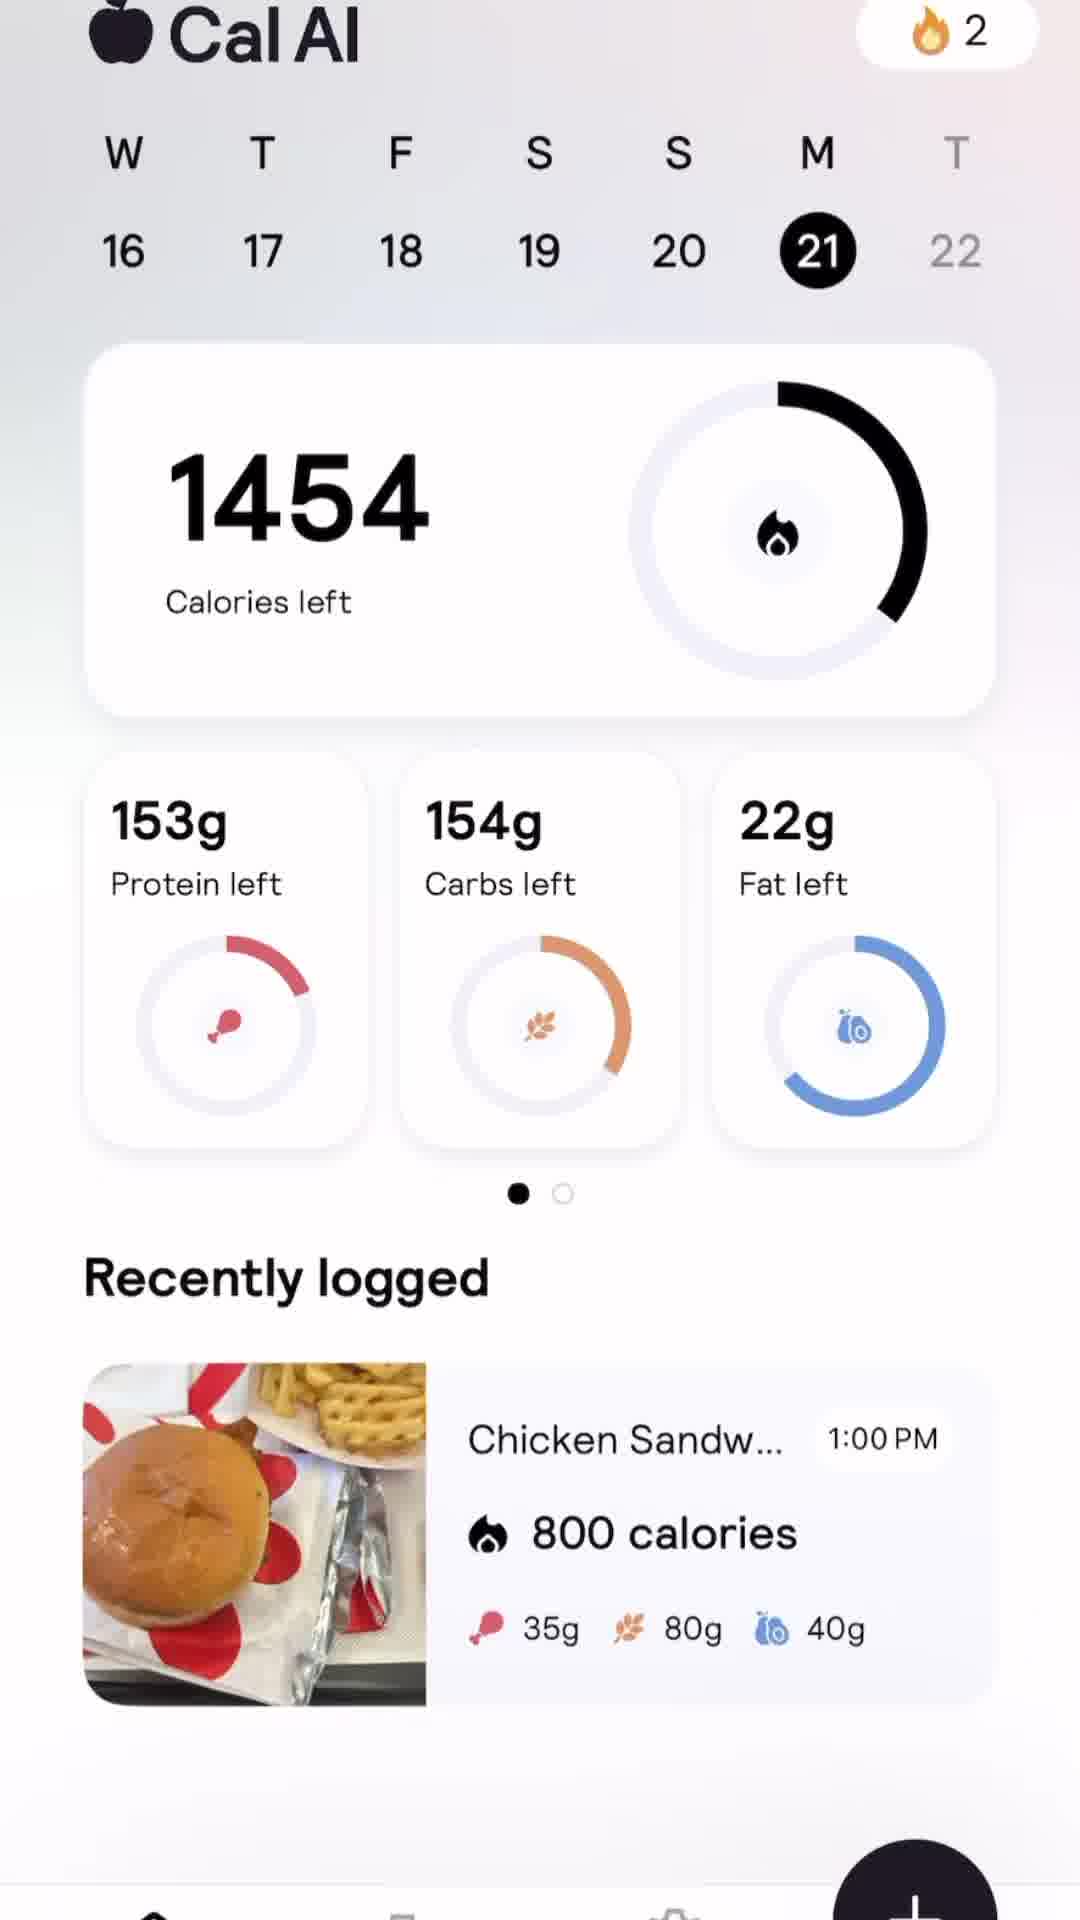 Cal AI
2
W T F S S M T
16 17 18 19 20 21 22
1454
Calories left
153g 154g 22g
Protein left Carbs left Fat left
Recently logged
Chicken Sandw... 1:00 PM
800 calories
35g 80g 40g